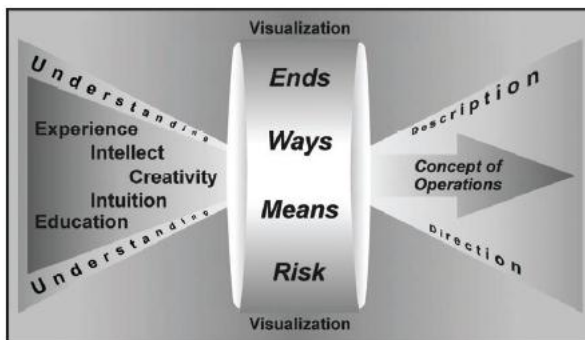 Visualization
Understanding
Experience
Intellect
Creativity
Intuition
Education
Understanding
Ends
Ways
Means
Risk
Description
Concept of
Operations
Direction
Visualization